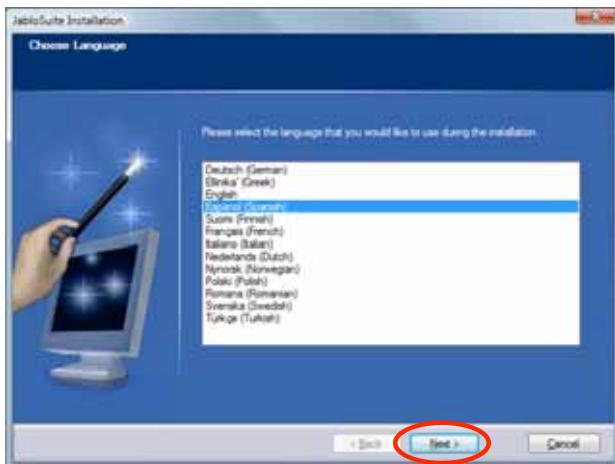 JabloSuite Installation
Choose Language
Please select the language that you would like to use during the installation
Deutsch (German)
Ellinika' (Greek)
English
Espanol (Spanish)
Suomi (Finnish)
Français (French)
Italiano (Italian)
Nederlands (Dutch)
Nynorsk (Norwegian)
Polski (Polish)
Romana (Romanian)
Svenska (Swedish)
Türkçe (Turkish)
< Back
Next >
Cancel